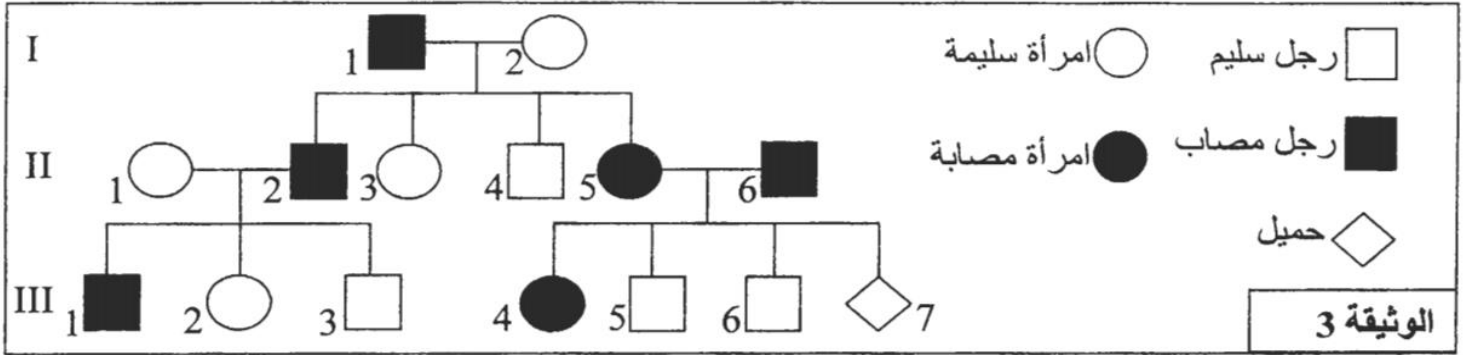 I 1 2 امرأة سليمة رجل سليم
II 1 2 3 4 5 6 امرأة مصابة رجل مصاب
حميل
III 1 2 3 4 5 6 7
الوثيقة 3